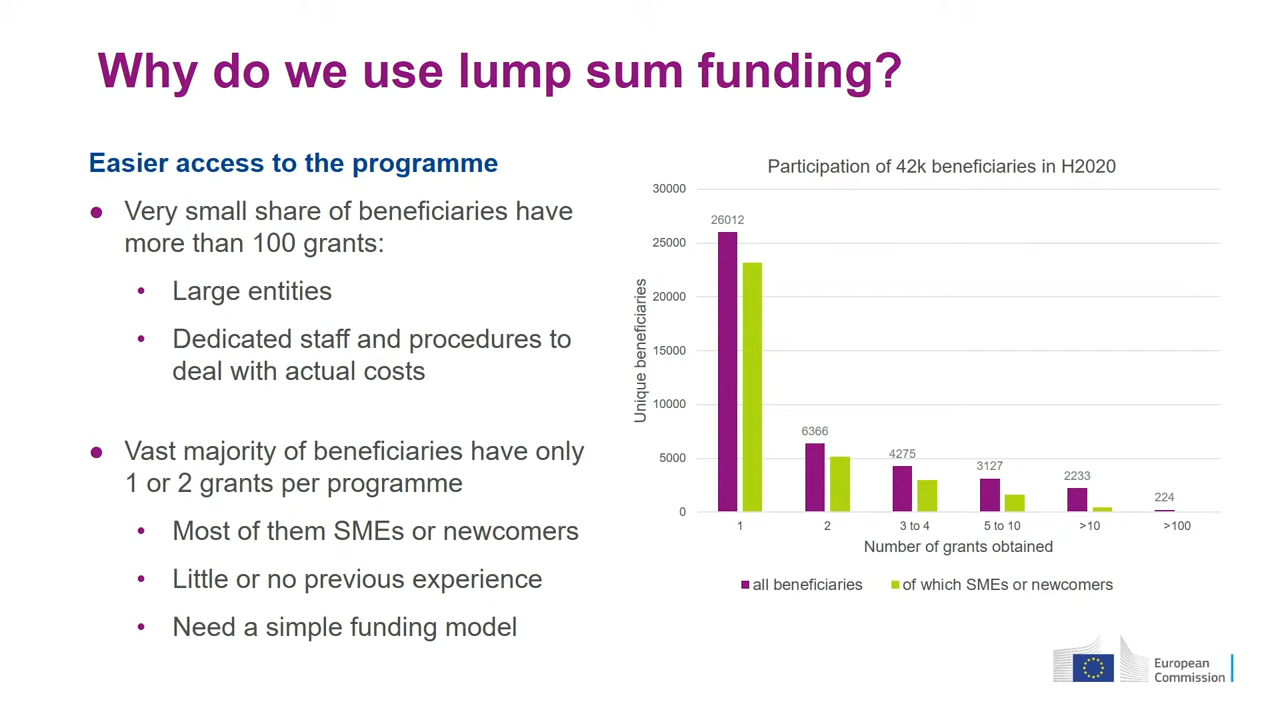 Why do we use lump sum funding?
Easier access to the programme
● Very small share of beneficiaries have
more than 100 grants:
• Large entities
• Dedicated staff and procedures to
deal with actual costs
● Vast majority of beneficiaries have only
1 or 2 grants per programme
• Most of them SMEs or newcomers
• Little or no previous experience
• Need a simple funding model
Participation of 42k beneficiaries in H2020
Unique beneficiaries
30000
25000
20000
15000
10000
5000
0
26012
6366
4275
3127
2233
224
1 2 3 to 4 5 to 10 >10 >100
Number of grants obtained
all beneficiaries of which SMEs or newcomers
European
Commission